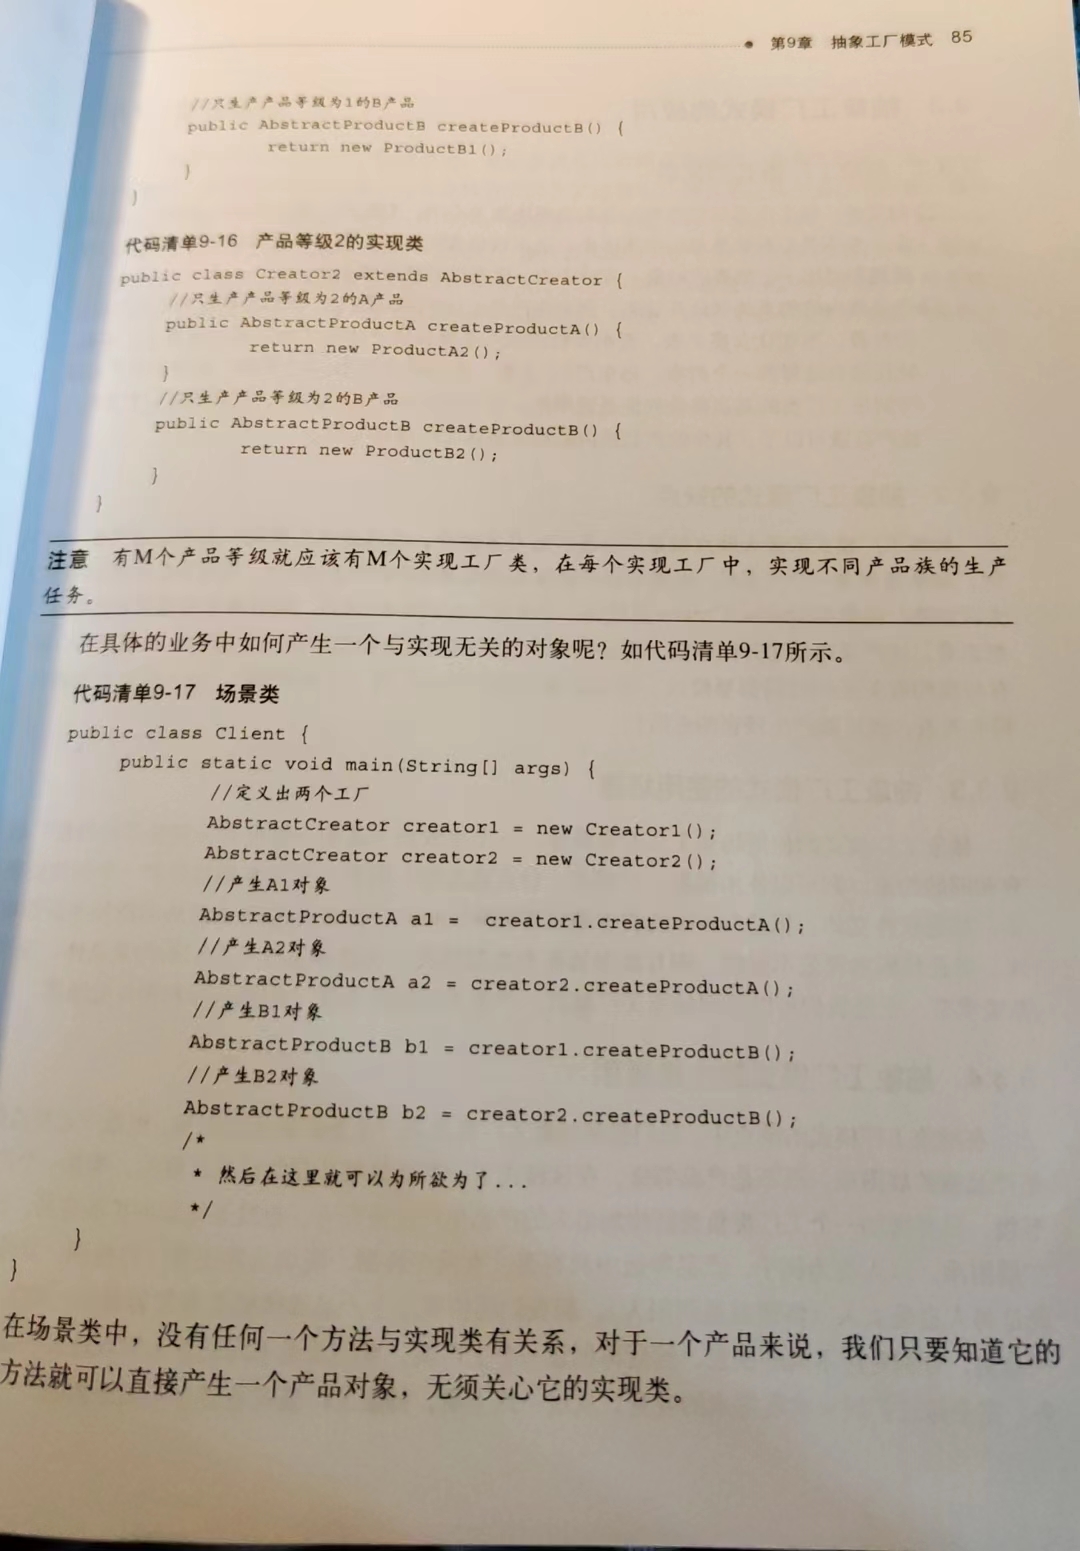 第9章 抽象工厂模式 85
//只生产产品等级为1的B产品
public AbstractProductB createProductB() {
return new ProductB1();
}
}
代码清单9-16 产品等级2的实现类
public class Creator2 extends AbstractCreator {
//只生产产品等级为2的A产品
public AbstractProductA createProductA() {
return new ProductA2();
}
//只生产产品等级为2的B产品
public AbstractProductB createProductB() {
return new ProductB2();
}
}
注意 有M个产品等级就应该有M个实现工厂类，在每个实现工厂中，实现不同产品族的生产
任务。
在具体的业务中如何产生一个与实现无关的对象呢？如代码清单9-17所示。
代码清单9-17 场景类
public class Client {
public static void main(String[] args) {
//定义出两个工厂
AbstractCreator creator1 = new Creator1();
AbstractCreator creator2 = new Creator2();
//产生A1对象
AbstractProductA a1 = creator1.createProductA();
//产生A2对象
AbstractProductA a2 = creator2.createProductA();
//产生B1对象
AbstractProductB b1 = creator1.createProductB();
//产生B2对象
AbstractProductB b2 = creator2.createProductB();
/*
* 然后在这里就可以为所欲为了...
*/
}
}
在场景类中，没有任何一个方法与实现类有关系，对于一个产品来说，我们只要知道它的
方法就可以直接产生一个产品对象，无须关心它的实现类。